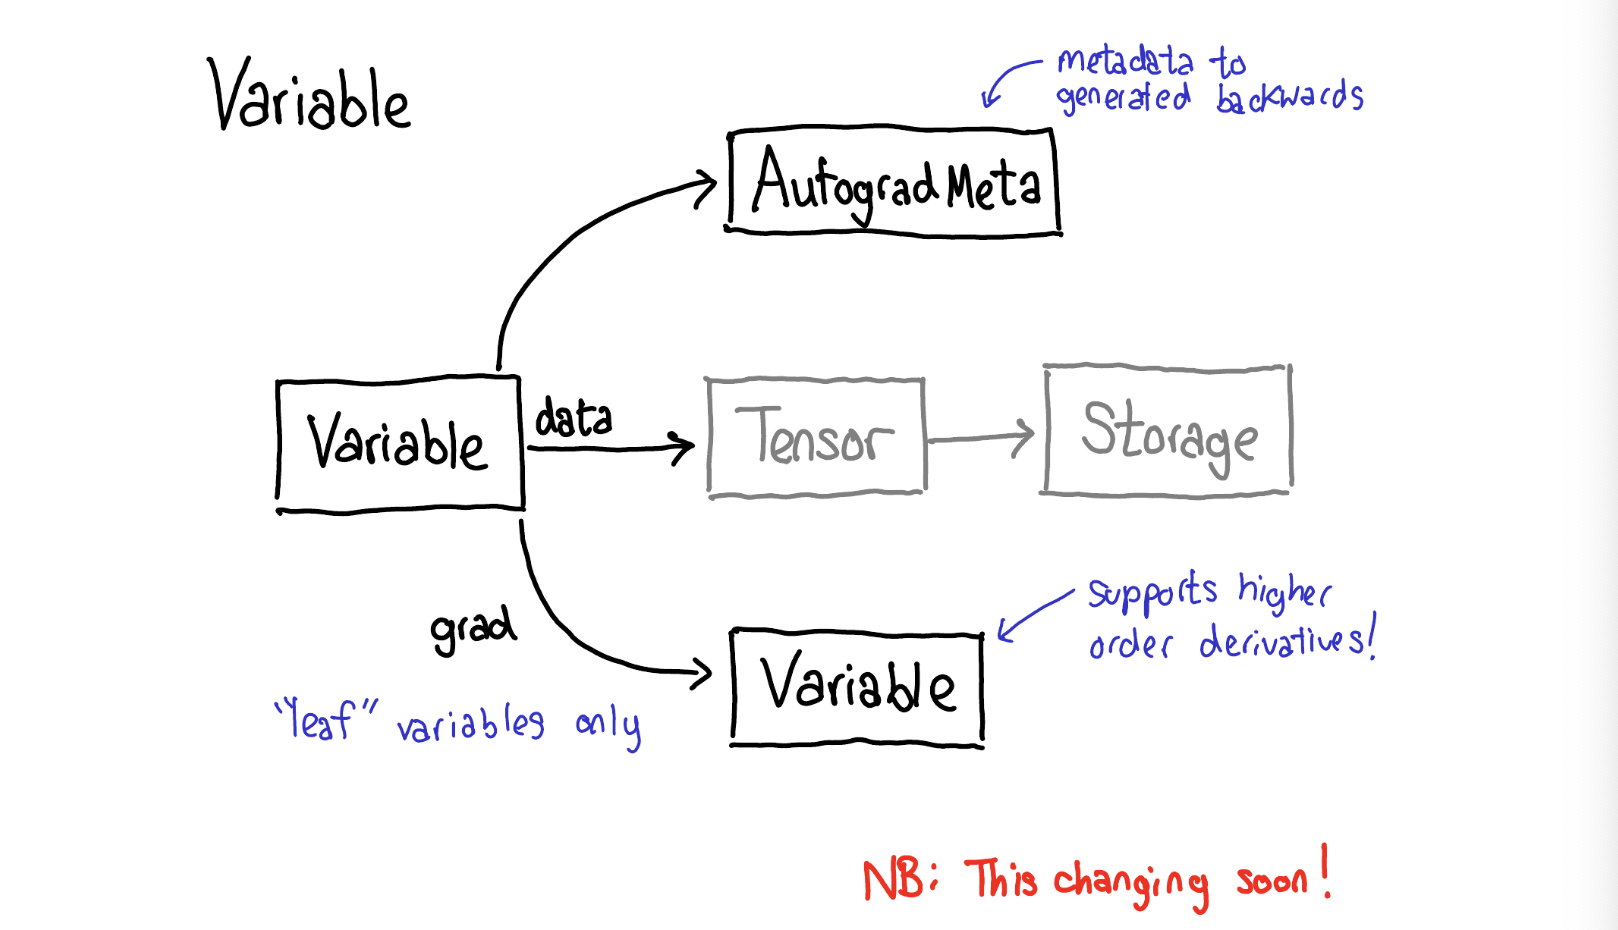 Variable
metadata to
generated backwards
AutogradMeta
Variable
data
Tensor
Storage
grad
"leaf" variables only
Variable
supports higher
order derivatives!
NB: This changing soon!